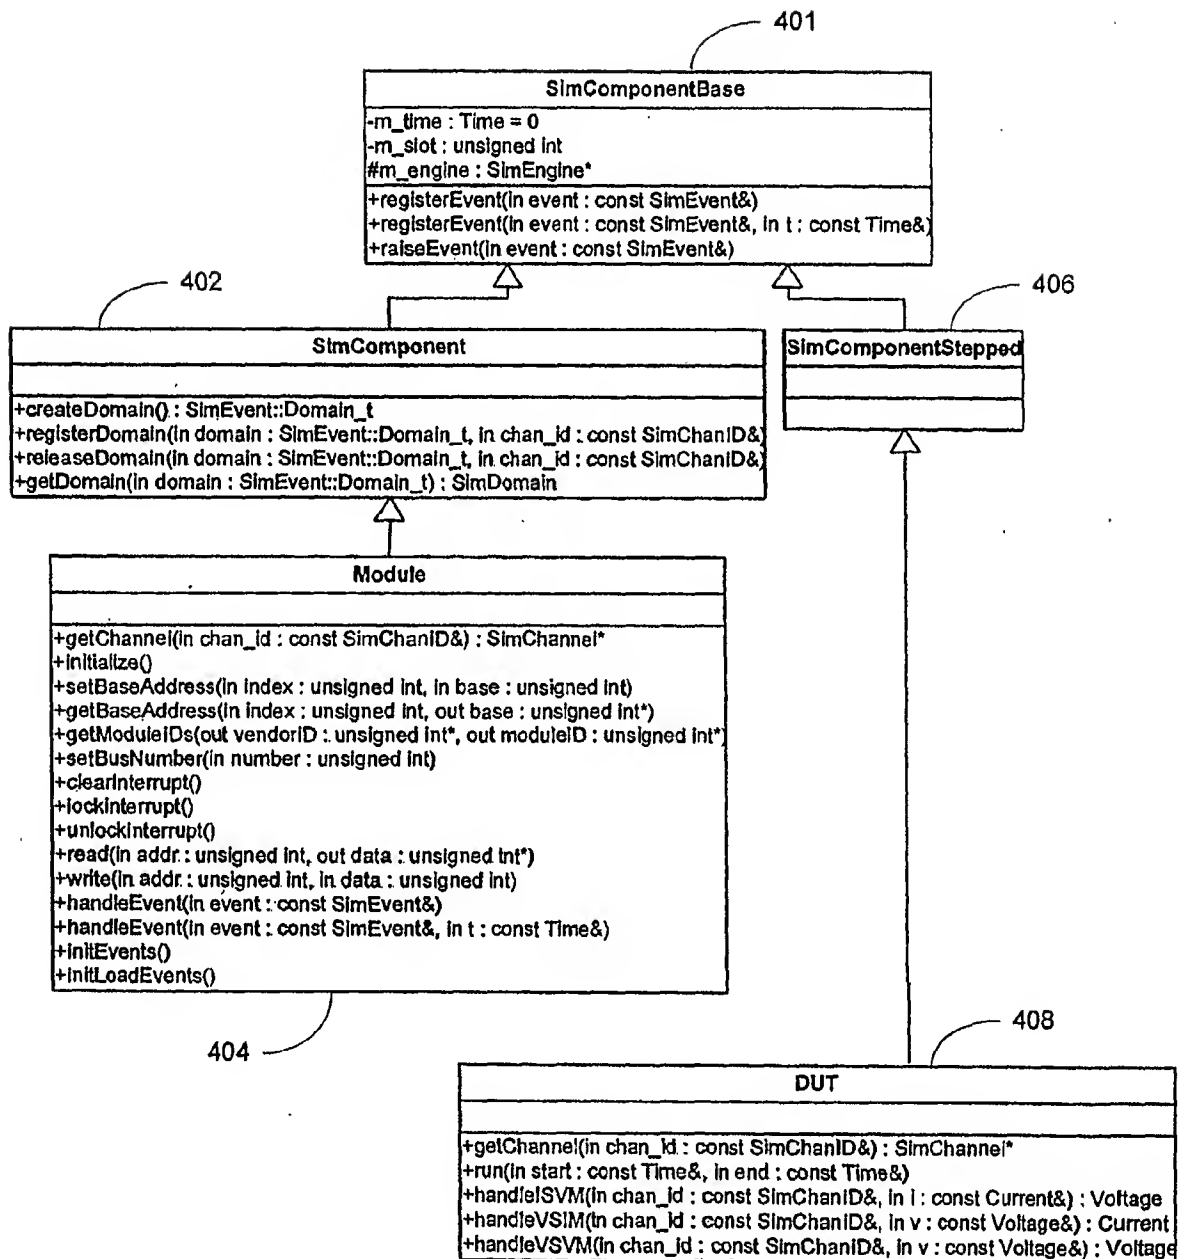 401
SimComponentBase
-m_time : Time = 0
-m_slot : unsigned int
#m_engine : SimEngine*
+registerEvent(in event : const SimEvent&)
+registerEvent(in event : const SimEvent&, in t : const Time&)
+raiseEvent(in event : const SimEvent&)
402
406
SimComponent
+createDomain() : SimEvent::Domain_t
+registerDomain(in domain : SimEvent::Domain_t, in chan_id : const SimChanID&)
+releaseDomain(in domain : SimEvent::Domain_t, in chan_id : const SimChanID&)
+getDomain(in domain : SimEvent::Domain_t) : SimDomain
SimComponentStepped
Module
+getChannel(in chan_id : const SimChanID&) : SimChannel*
+initialize()
+setBaseAddress(in index : unsigned int, in base : unsigned int)
+getBaseAddress(in index : unsigned int, out base : unsigned int*)
+getModuleIDs(out vendorID : unsigned int*, out moduleID : unsigned int*)
+setBusNumber(in number : unsigned int)
+clearInterrupt()
+lockInterrupt()
+unlockInterrupt()
+read(in addr : unsigned int, out data : unsigned int*)
+write(in addr : unsigned int, in data : unsigned int)
+handleEvent(in event : const SimEvent&)
+handleEvent(in event : const SimEvent&, in t : const Time&)
+initEvents()
+initLoadEvents()
404
408
DUT
+getChannel(in chan_id : const SimChanID&) : SimChannel*
+run(in start : const Time&, in end : const Time&)
+handleISVM(in chan_id : const SimChanID&, in i : const Current&) : Voltage
+handleVSIM(in chan_id : const SimChanID&, in v : const Voltage&) : Current
+handleVSVM(in chan_id : const SimChanID&, in v : const Voltage&) : Voltage